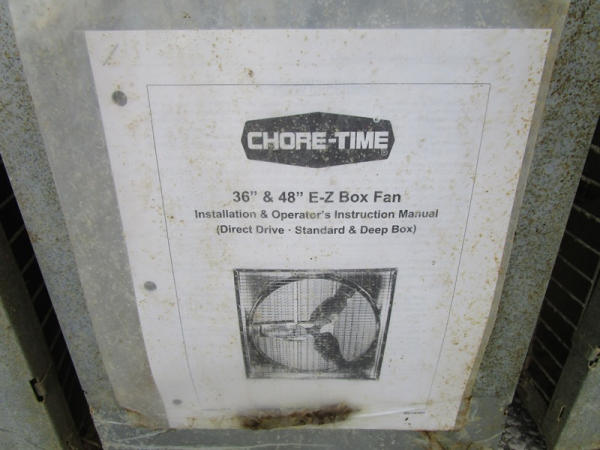 CHORE-TIME
36" & 48" E-Z Box Fan
Installation & Operator's Instruction Manual
(Direct Drive · Standard & Deep Box)